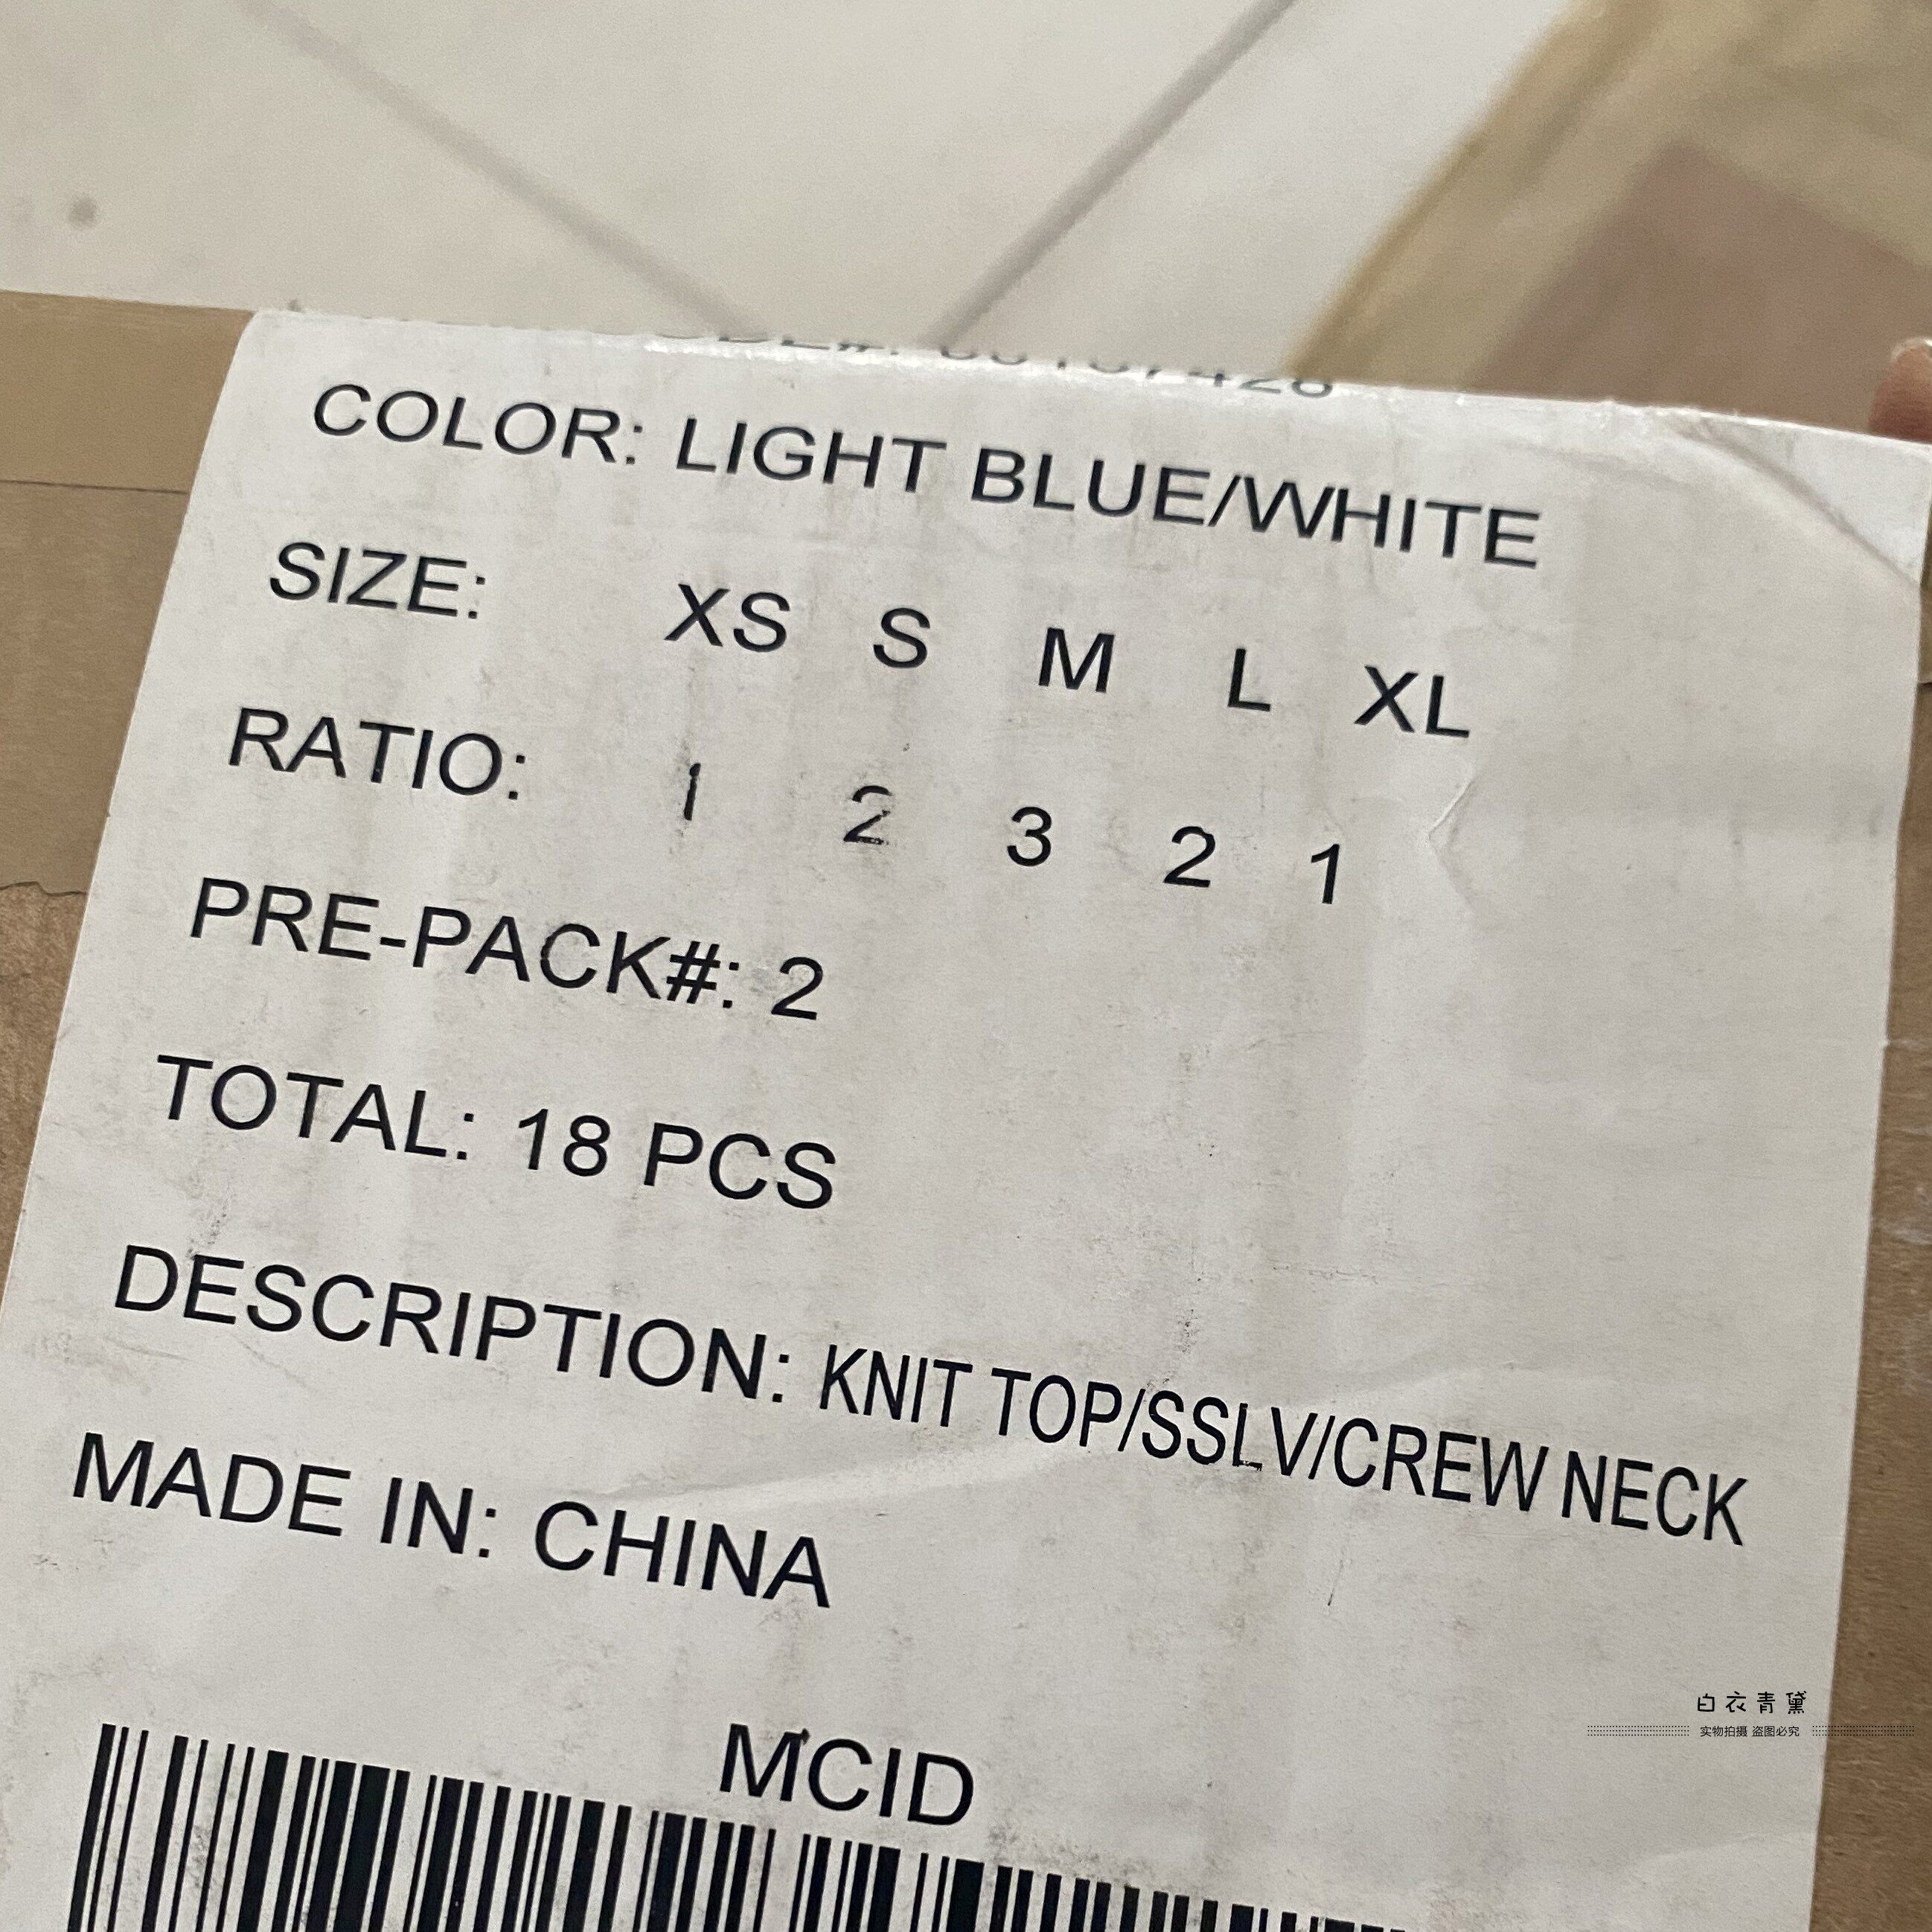 COLOR: LIGHT BLUE/WHITE
SIZE: XS S M L XL
RATIO: 1 2 3 2 1
PRE-PACK#: 2
TOTAL: 18 PCS
DESCRIPTION: KNIT TOP/SSLV/CREW NECK
MADE IN: CHINA
MCID
白衣青黛
实物拍摄 盗图必究